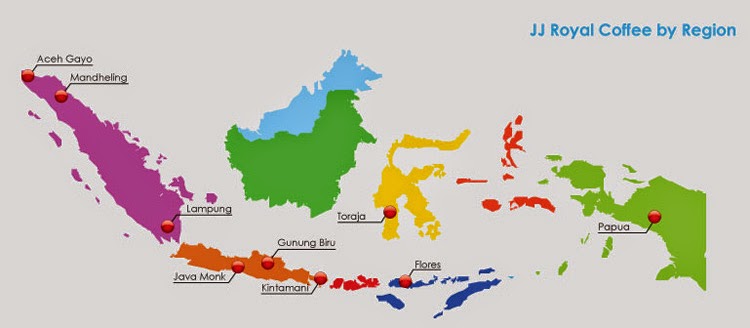 JJ Royal Coffee by Region
Aceh Gayo
Mandheling
Lampung
Toraja
Papua
Gunung Biru
Java Monk
Kintamani
Flores